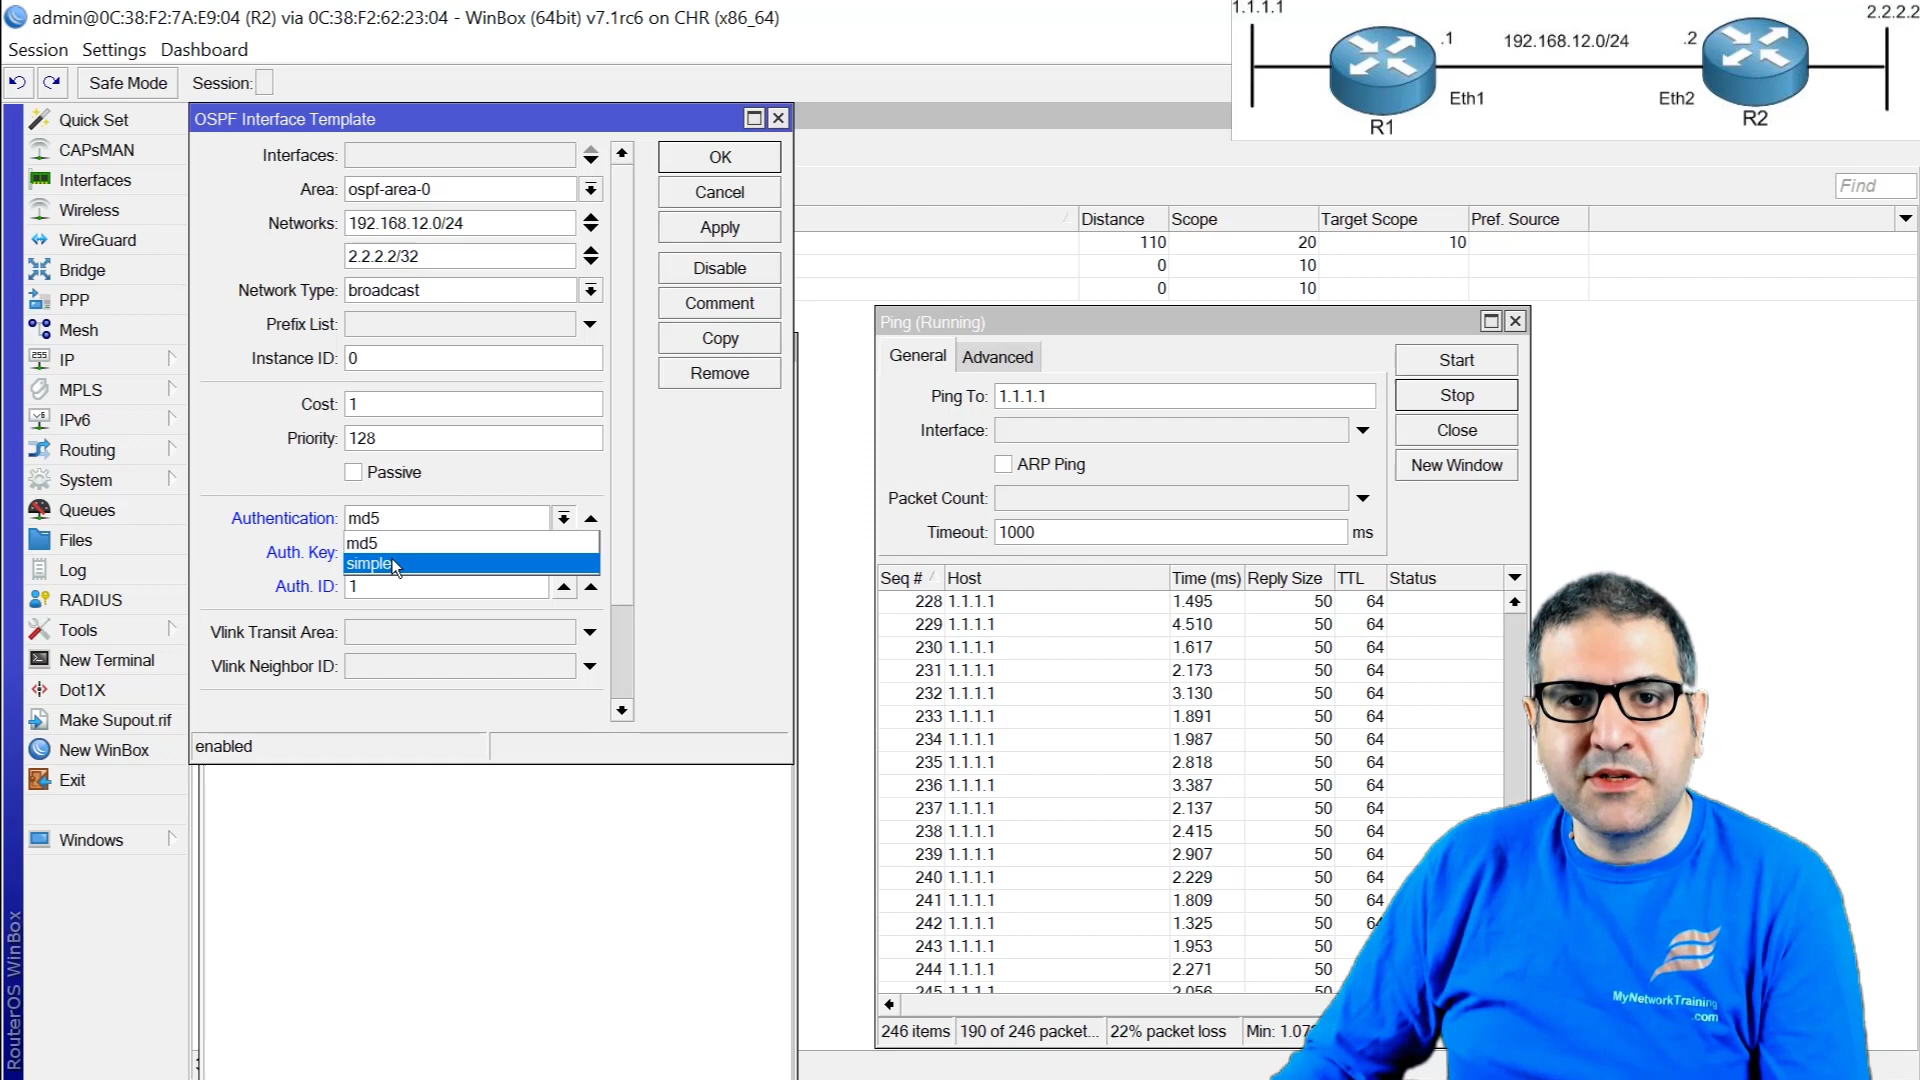 admin@0C:38:F2:7A:E9:04 (R2) via 0C:38:F2:62:23:04 - WinBox (64bit) v7.1rc6 on CHR (x86_64)
Session Settings Dashboard
Safe Mode Session:
Quick Set
CAPsMAN
Interfaces
Wireless
WireGuard
Bridge
PPP
Mesh
IP
MPLS
IPv6
Routing
System
Queues
Files
Log
RADIUS
Tools
New Terminal
Dot1X
Make Supout.rif
New WinBox
Exit
Windows
RouterOS WinBox
OSPF Interface Template
Interfaces:
Area: ospf-area-0
Networks: 192.168.12.0/24
2.2.2.2/32
Network Type: broadcast
Prefix List:
Instance ID: 0
Cost: 1
Priority: 128
Passive
Authentication: md5
md5
Auth. Key:
simple
Auth. ID: 1
Vlink Transit Area:
Vlink Neighbor ID:
enabled
OK
Cancel
Apply
Disable
Comment
Copy
Remove
1.1.1.1
2.2.2.2
.1 192.168.12.0/24 .2
Eth1 Eth2
R1 R2
Find
Distance Scope Target Scope Pref. Source
110 20 10
0 10
0 10
Ping (Running)
General Advanced
Ping To: 1.1.1.1
Interface:
ARP Ping
Packet Count:
Timeout: 1000 ms
Start
Stop
Close
New Window
Seq # Host Time (ms) Reply Size TTL Status
228 1.1.1.1 1.495 50 64
229 1.1.1.1 4.510 50 64
230 1.1.1.1 1.617 50 64
231 1.1.1.1 2.173 50 64
232 1.1.1.1 3.130 50 64
233 1.1.1.1 1.891 50 64
234 1.1.1.1 1.987 50 64
235 1.1.1.1 2.818 50 64
236 1.1.1.1 3.387 50 64
237 1.1.1.1 2.137 50 64
238 1.1.1.1 2.415 50 64
239 1.1.1.1 2.907 50 64
240 1.1.1.1 2.229 50 64
241 1.1.1.1 1.809 50 64
242 1.1.1.1 1.325 50 64
243 1.1.1.1 1.953 50
244 1.1.1.1 2.271 50
245 1.1.1.1 2.056 50
246 items 190 of 246 packet... 22% packet loss Min:
MyNetworkTraining
.com